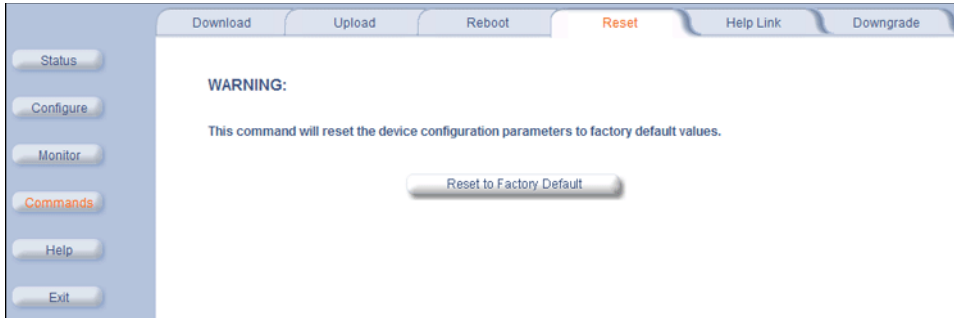 Download
Upload
Reboot
Reset
Help Link
Downgrade
Status
Configure
Monitor
Commands
Help
Exit
WARNING:
This command will reset the device configuration parameters to factory default values.
Reset to Factory Default